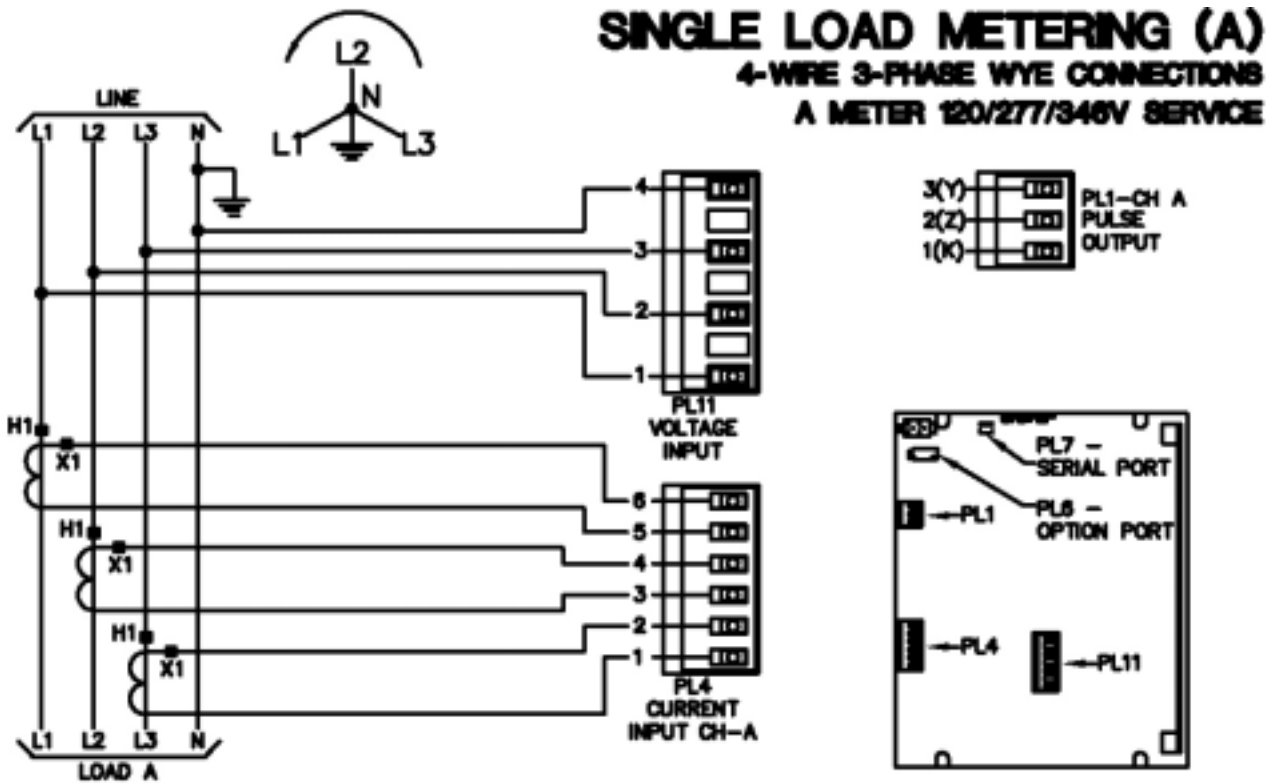 SINGLE LOAD METERING (A)
4-WIRE 3-PHASE WYE CONNECTIONS
A METER 120/277/346V SERVICE
L2
N
L1
L3
LINE
L1 L2 L3 N
4
3
2
1
PL11
VOLTAGE
INPUT
3(Y)
2(Z)
1(K)
PL1-CH A
PULSE
OUTPUT
H1
X1
H1
X1
H1
X1
6
5
4
3
2
1
PL4
CURRENT
INPUT CH-A
L1 L2 L3 N
LOAD A
PL7 -
SERIAL PORT
PL6 -
OPTION PORT
PL1
PL4
PL11